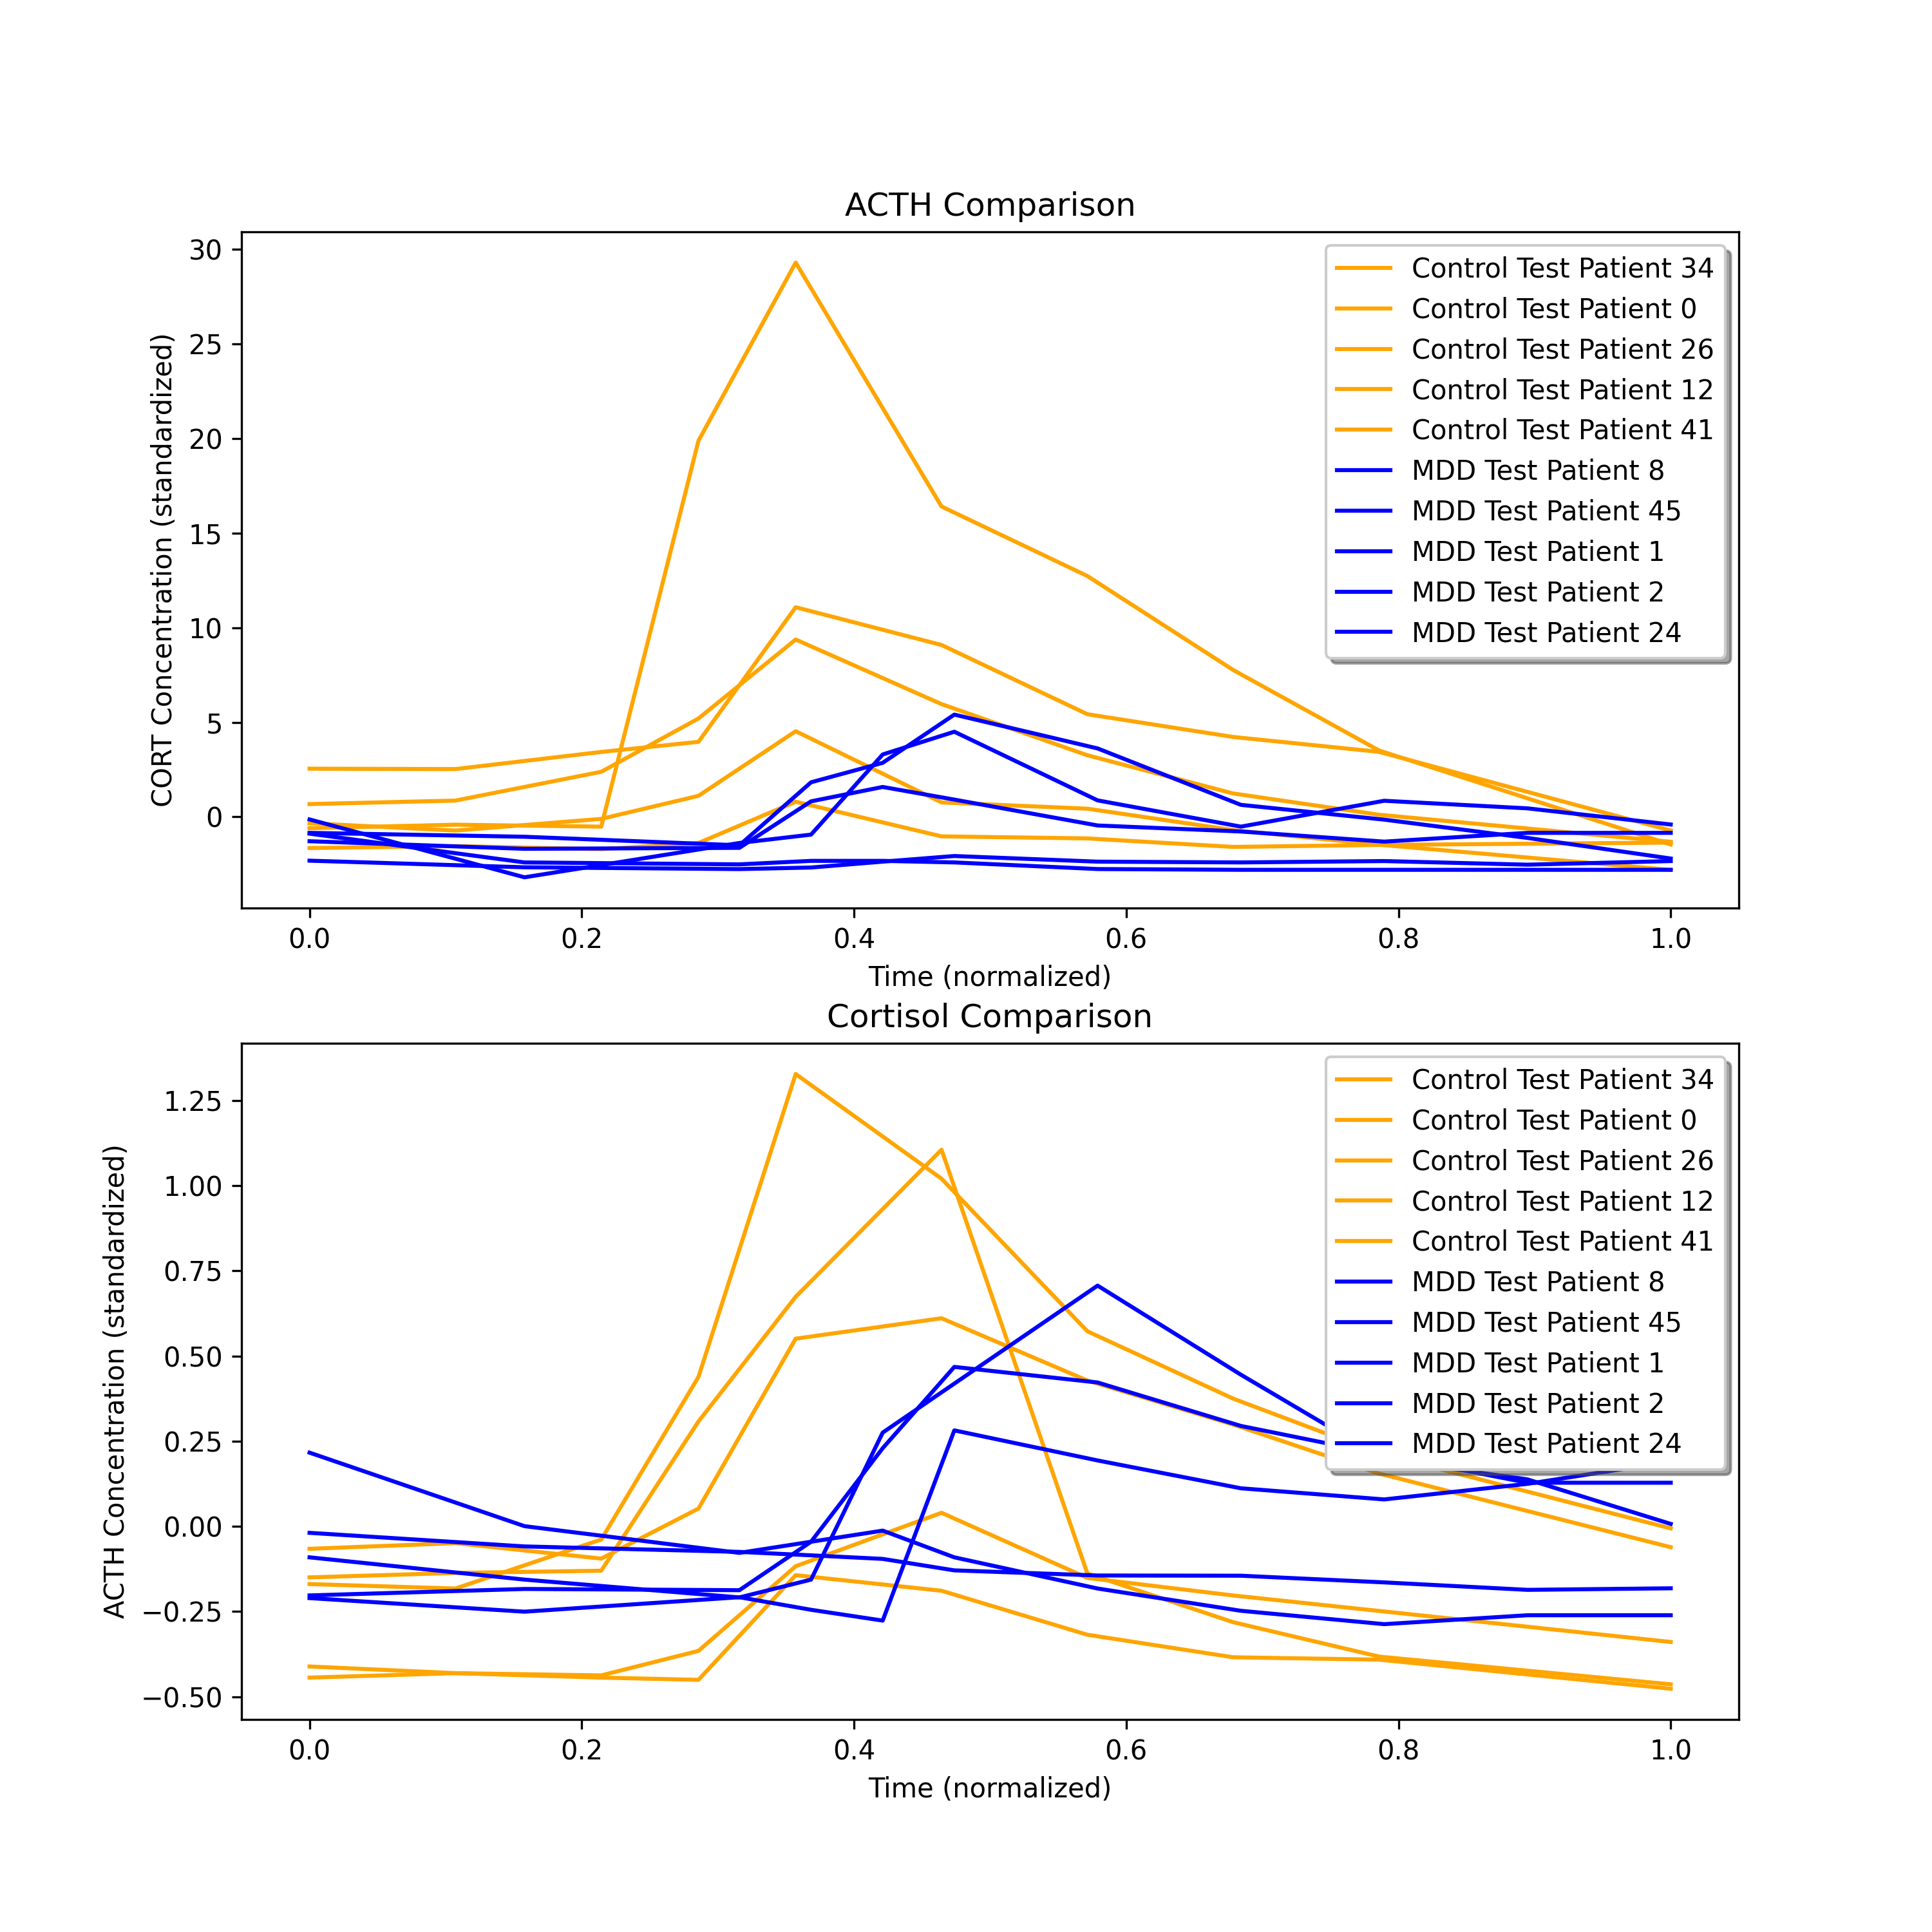 ACTH Comparison
CORT Concentration (standardized)
30
25
20
15
10
5
0
Control Test Patient 34
Control Test Patient 0
Control Test Patient 26
Control Test Patient 12
Control Test Patient 41
MDD Test Patient 8
MDD Test Patient 45
MDD Test Patient 1
MDD Test Patient 2
MDD Test Patient 24
0.0 0.2 0.4 0.6 0.8 1.0
Time (normalized)
Cortisol Comparison
ACTH Concentration (standardized)
1.25
1.00
0.75
0.50
0.25
0.00
−0.25
−0.50
Control Test Patient 34
Control Test Patient 0
Control Test Patient 26
Control Test Patient 12
Control Test Patient 41
MDD Test Patient 8
MDD Test Patient 45
MDD Test Patient 1
MDD Test Patient 2
MDD Test Patient 24
0.0 0.2 0.4 0.6 0.8 1.0
Time (normalized)